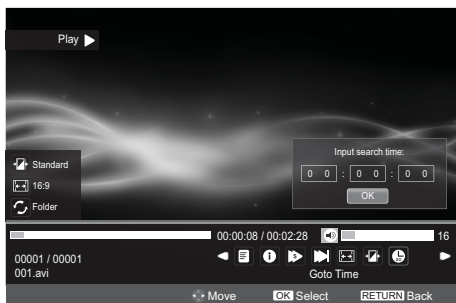 Play
Input search time:
0 0 : 0 0 : 0 0
OK
Standard
16:9
Folder
00:00:08 / 00:02:28
16
00001 / 00001
001.avi
Goto Time
Move
OK Select
RETURN Back